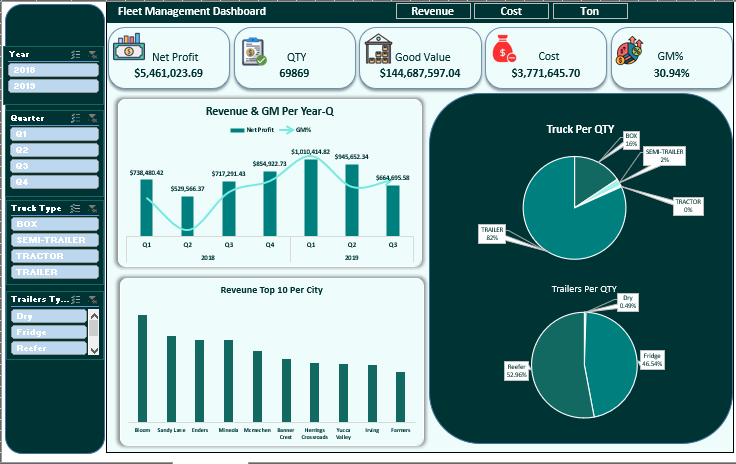 Fleet Management Dashboard
Revenue
Cost
Ton
Year
2018
2019
Quarter
Q1
Q2
Q3
Q4
Truck Type
BOX
SEMI-TRAILER
TRACTOR
TRAILER
Trailers Ty...
Dry
Fridge
Reefer
Net Profit
$5,461,023.69
QTY
69869
Good Value
$144,687,597.04
Cost
$3,771,645.70
GM%
30.94%
Revenue & GM Per Year-Q
Net Profit
GM%
$738,480.42
$529,566.37
$717,291.43
$854,922.73
$1,010,414.82
$945,652.34
$664,695.58
Q1
Q2
Q3
Q4
Q1
Q2
Q3
2018
2019
Reveune Top 10 Per City
Bloom
Sandy Lane
Enders
Mineola
Mcmechen
Banner Crest
Herrings Crossroads
Yucca Valley
Irving
Farmers
Truck Per QTY
BOX
16%
SEMI-TRAILER
2%
TRACTOR
0%
TRAILER
82%
Trailers Per QTY
Dry
0.49%
Fridge
46.54%
Reefer
52.96%